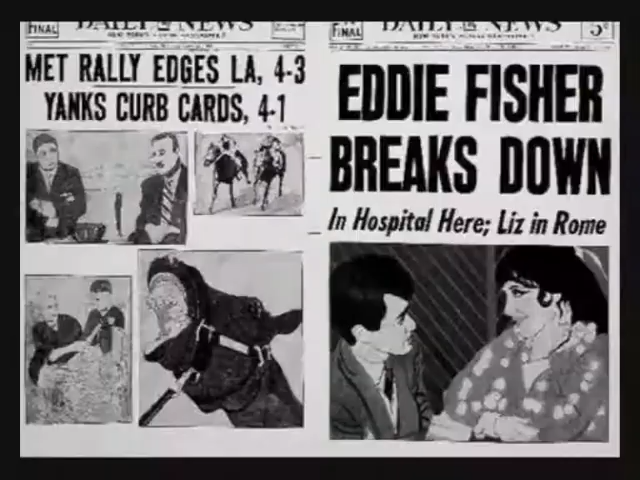 FINAL
DAILY NEWS
MET RALLY EDGES LA, 4-3
YANKS CURB CARDS, 4-1
FINAL
DAILY NEWS
5¢
EDDIE FISHER
BREAKS DOWN
In Hospital Here; Liz in Rome